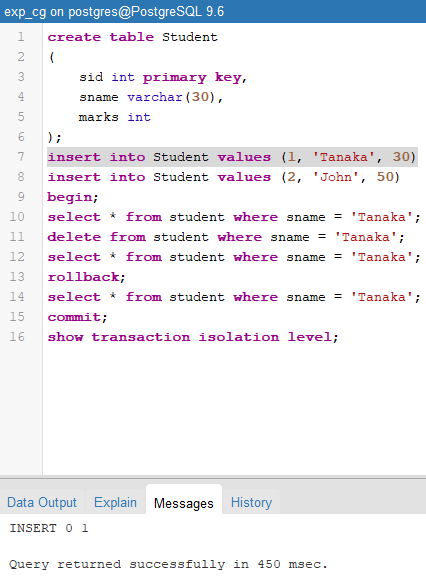 exp_cg on postgres@PostgreSQL 9.6
1 create table Student
2 (
3 sid int primary key,
4 sname varchar(30),
5 marks int
6 );
7 insert into Student values (1, 'Tanaka', 30)
8 insert into Student values (2, 'John', 50)
9 begin;
10 select * from student where sname = 'Tanaka';
11 delete from student where sname = 'Tanaka';
12 select * from student where sname = 'Tanaka';
13 rollback;
14 select * from student where sname = 'Tanaka';
15 commit;
16 show transaction isolation level;
Data Output Explain Messages History
INSERT 0 1
Query returned successfully in 450 msec.